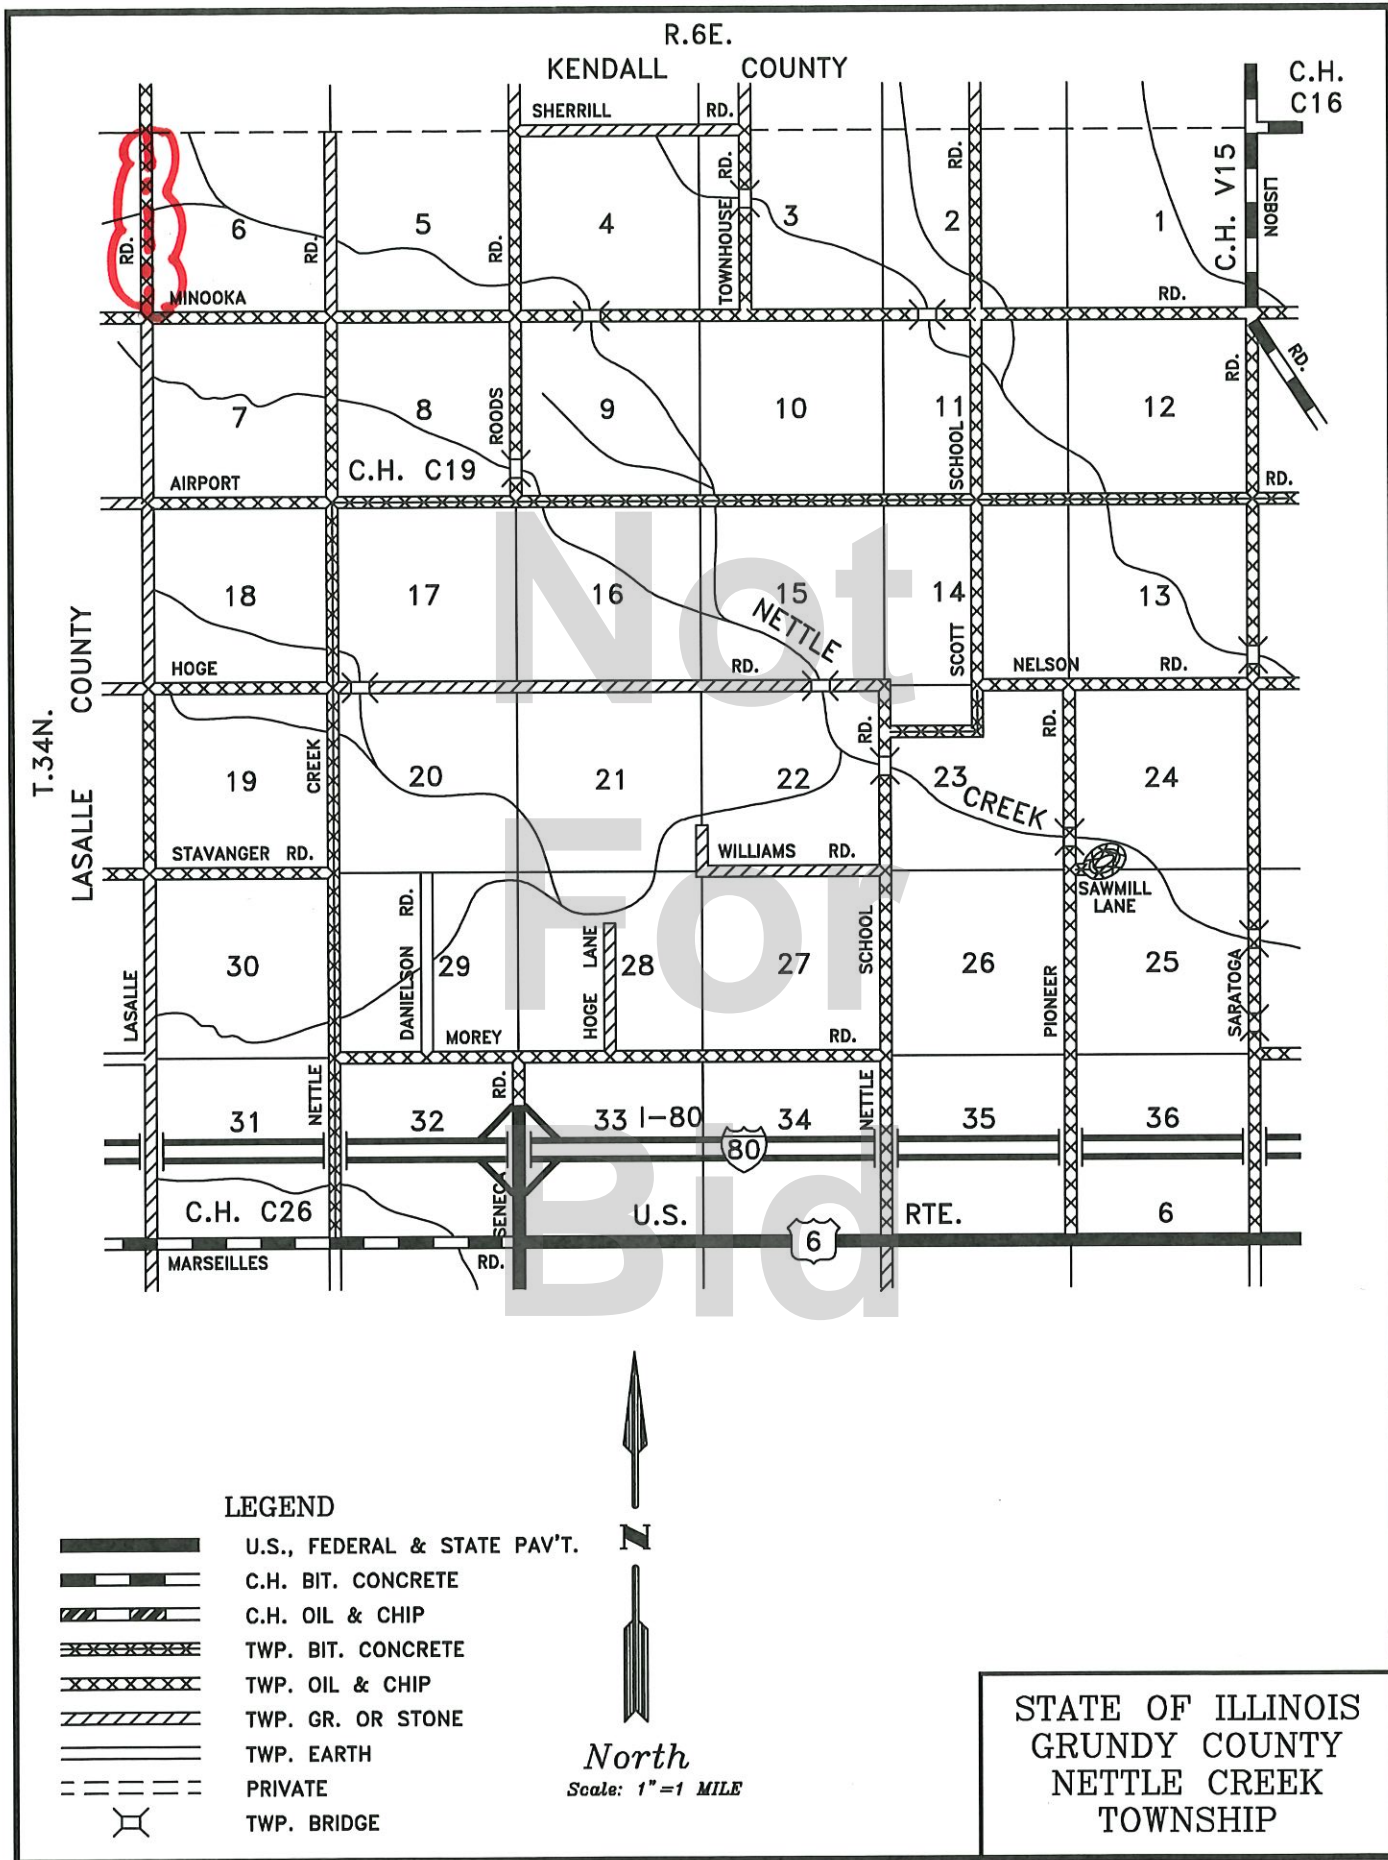 R.6E.
KENDALL COUNTY
C.H.
C16
SHERRILL RD.
RD.
RD.
C.H. V15
LISBON
6
5
4
3
2
1
RD.
RD.
RD.
TOWNHOUSE
MINOOKA
RD.
RD.
RD.
7
8
9
10
11
12
ROODS
SCHOOL
C.H. C19
AIRPORT
RD.
Not
For
Bid
18
17
16
15
14
13
NETTLE
SCOTT
HOGE
RD.
NELSON RD.
T.34N.
LASALLE COUNTY
RD.
RD.
19
CREEK
20
21
22
23
CREEK
24
STAVANGER RD.
WILLIAMS RD.
SAWMILL
LANE
DANIELSON RD.
HOGE LANE
30
29
28
27
26
25
LASALLE
SCHOOL
PIONEER
SARATOGA
MOREY
RD.
NETTLE
RD.
NETTLE
31
32
33
I-80
34
35
36
80
SENECA
C.H. C26
U.S.
RTE.
6
6
MARSEILLES
RD.
N
North
Scale: 1"=1 MILE
LEGEND
U.S., FEDERAL & STATE PAV'T.
C.H. BIT. CONCRETE
C.H. OIL & CHIP
TWP. BIT. CONCRETE
TWP. OIL & CHIP
TWP. GR. OR STONE
TWP. EARTH
PRIVATE
TWP. BRIDGE
STATE OF ILLINOIS
GRUNDY COUNTY
NETTLE CREEK
TOWNSHIP